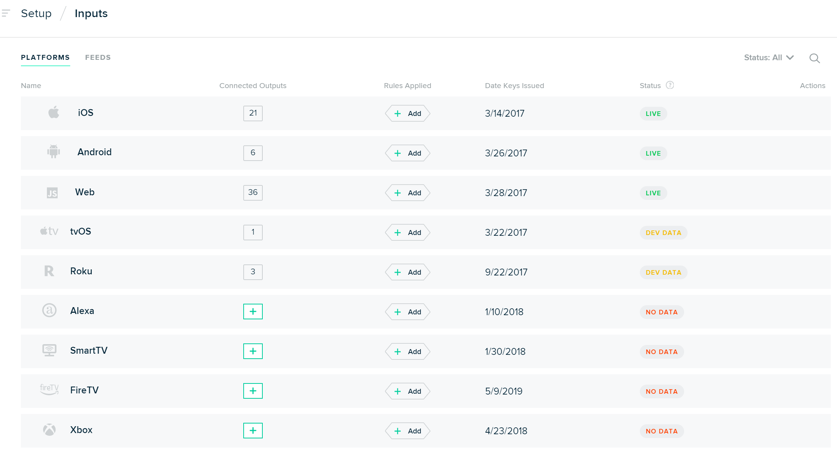 Setup / Inputs
PLATFORMS FEEDS Status: All
Name Connected Outputs Rules Applied Date Keys Issued Status ? Actions
iOS 21 + Add 3/14/2017 LIVE
Android 6 + Add 3/26/2017 LIVE
JS Web 36 + Add 3/28/2017 LIVE
tv tvOS 1 + Add 3/22/2017 DEV DATA
R Roku 3 + Add 9/22/2017 DEV DATA
a Alexa + + Add 1/10/2018 NO DATA
SmartTV + + Add 1/30/2018 NO DATA
fireTV FireTV + + Add 5/9/2019 NO DATA
Xbox + + Add 4/23/2018 NO DATA